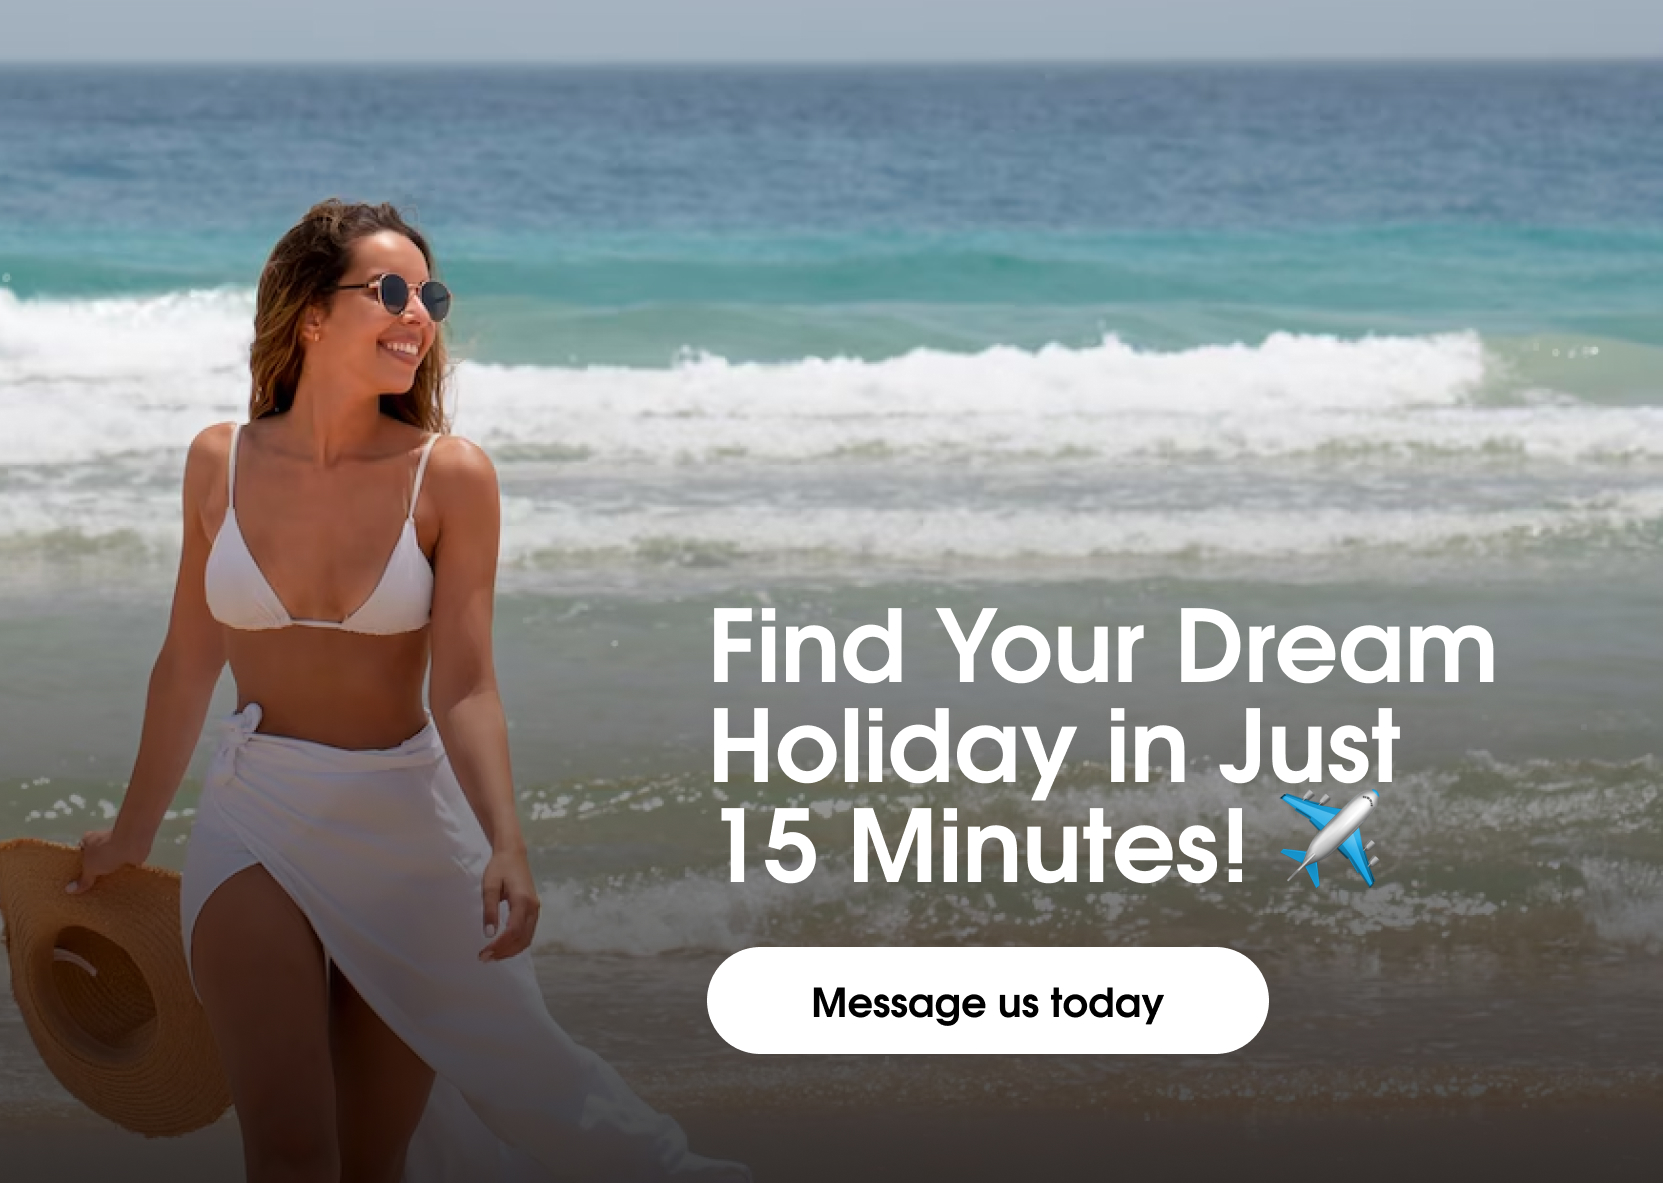 Find Your Dream
Holiday in Just
15 Minutes! ✈️
Message us today